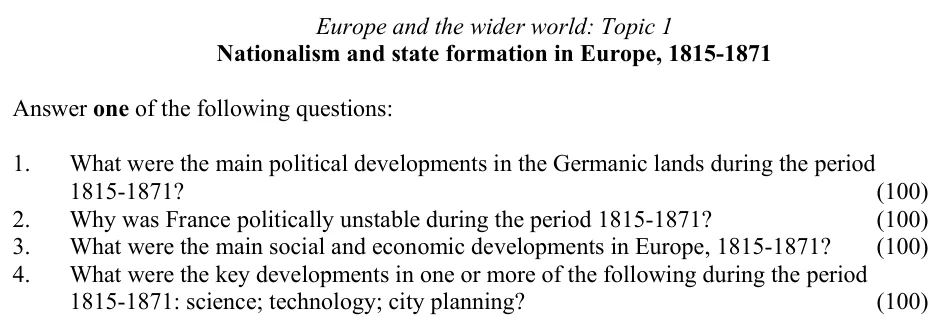 Europe and the wider world: Topic 1
Nationalism and state formation in Europe, 1815-1871
Answer one of the following questions:
1. What were the main political developments in the Germanic lands during the period
1815-1871? (100)
2. Why was France politically unstable during the period 1815-1871? (100)
3. What were the main social and economic developments in Europe, 1815-1871? (100)
4. What were the key developments in one or more of the following during the period
1815-1871: science; technology; city planning? (100)